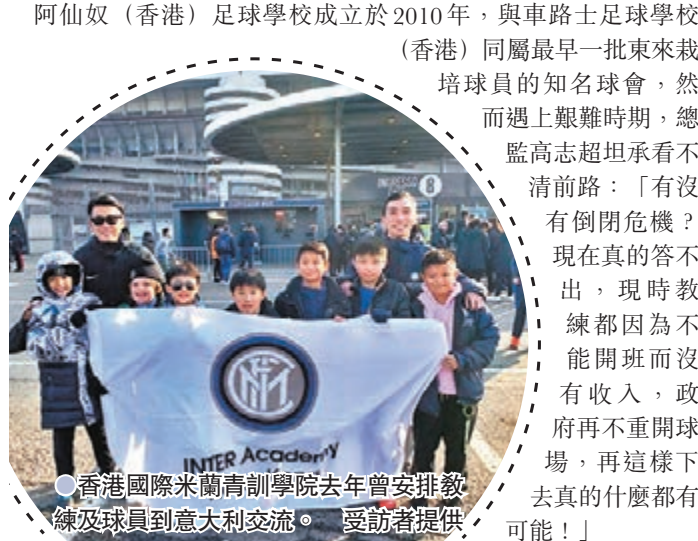 阿仙奴（香港）足球學校成立於2010年，與車路士足球學校
（香港）同屬最早一批東來栽
培球員的知名球會，然
而遇上艱難時期，總
監高志超坦承看不
清前路：「有沒
有倒閉危機？
現在真的答不
出，現時教
練都因為不
能開班而沒
有收入，政
府再不重開球
場，再這樣下
去真的什麼都有
可能！」
INGRESSO 8
INTER Academy
●香港國際米蘭青訓學院去年曾安排教
練及球員到意大利交流。 受訪者提供